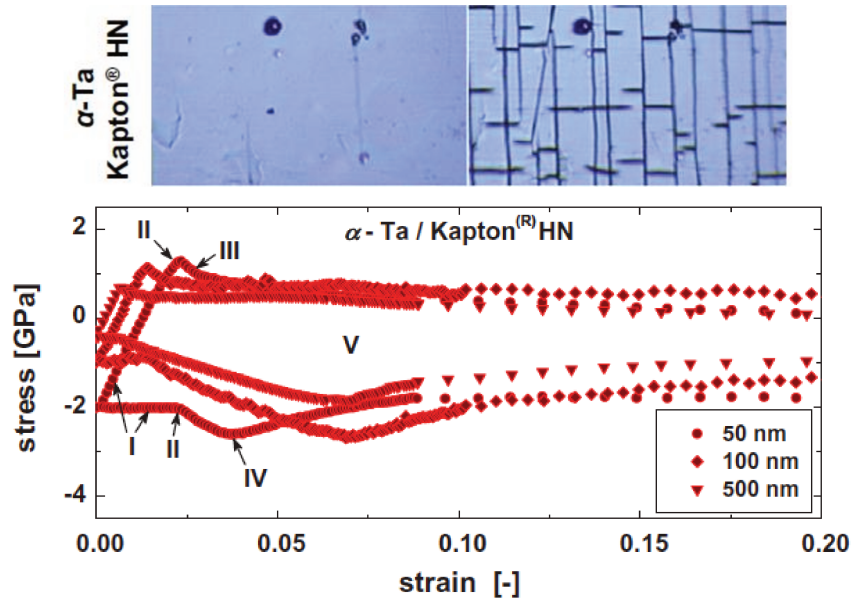 α-Ta
Kapton® HN
α - Ta / Kapton(R)HN
II
III
V
I
II
IV
50 nm
100 nm
500 nm
2
0
-2
-4
stress [GPa]
0.00 0.05 0.10 0.15 0.20
strain [-]